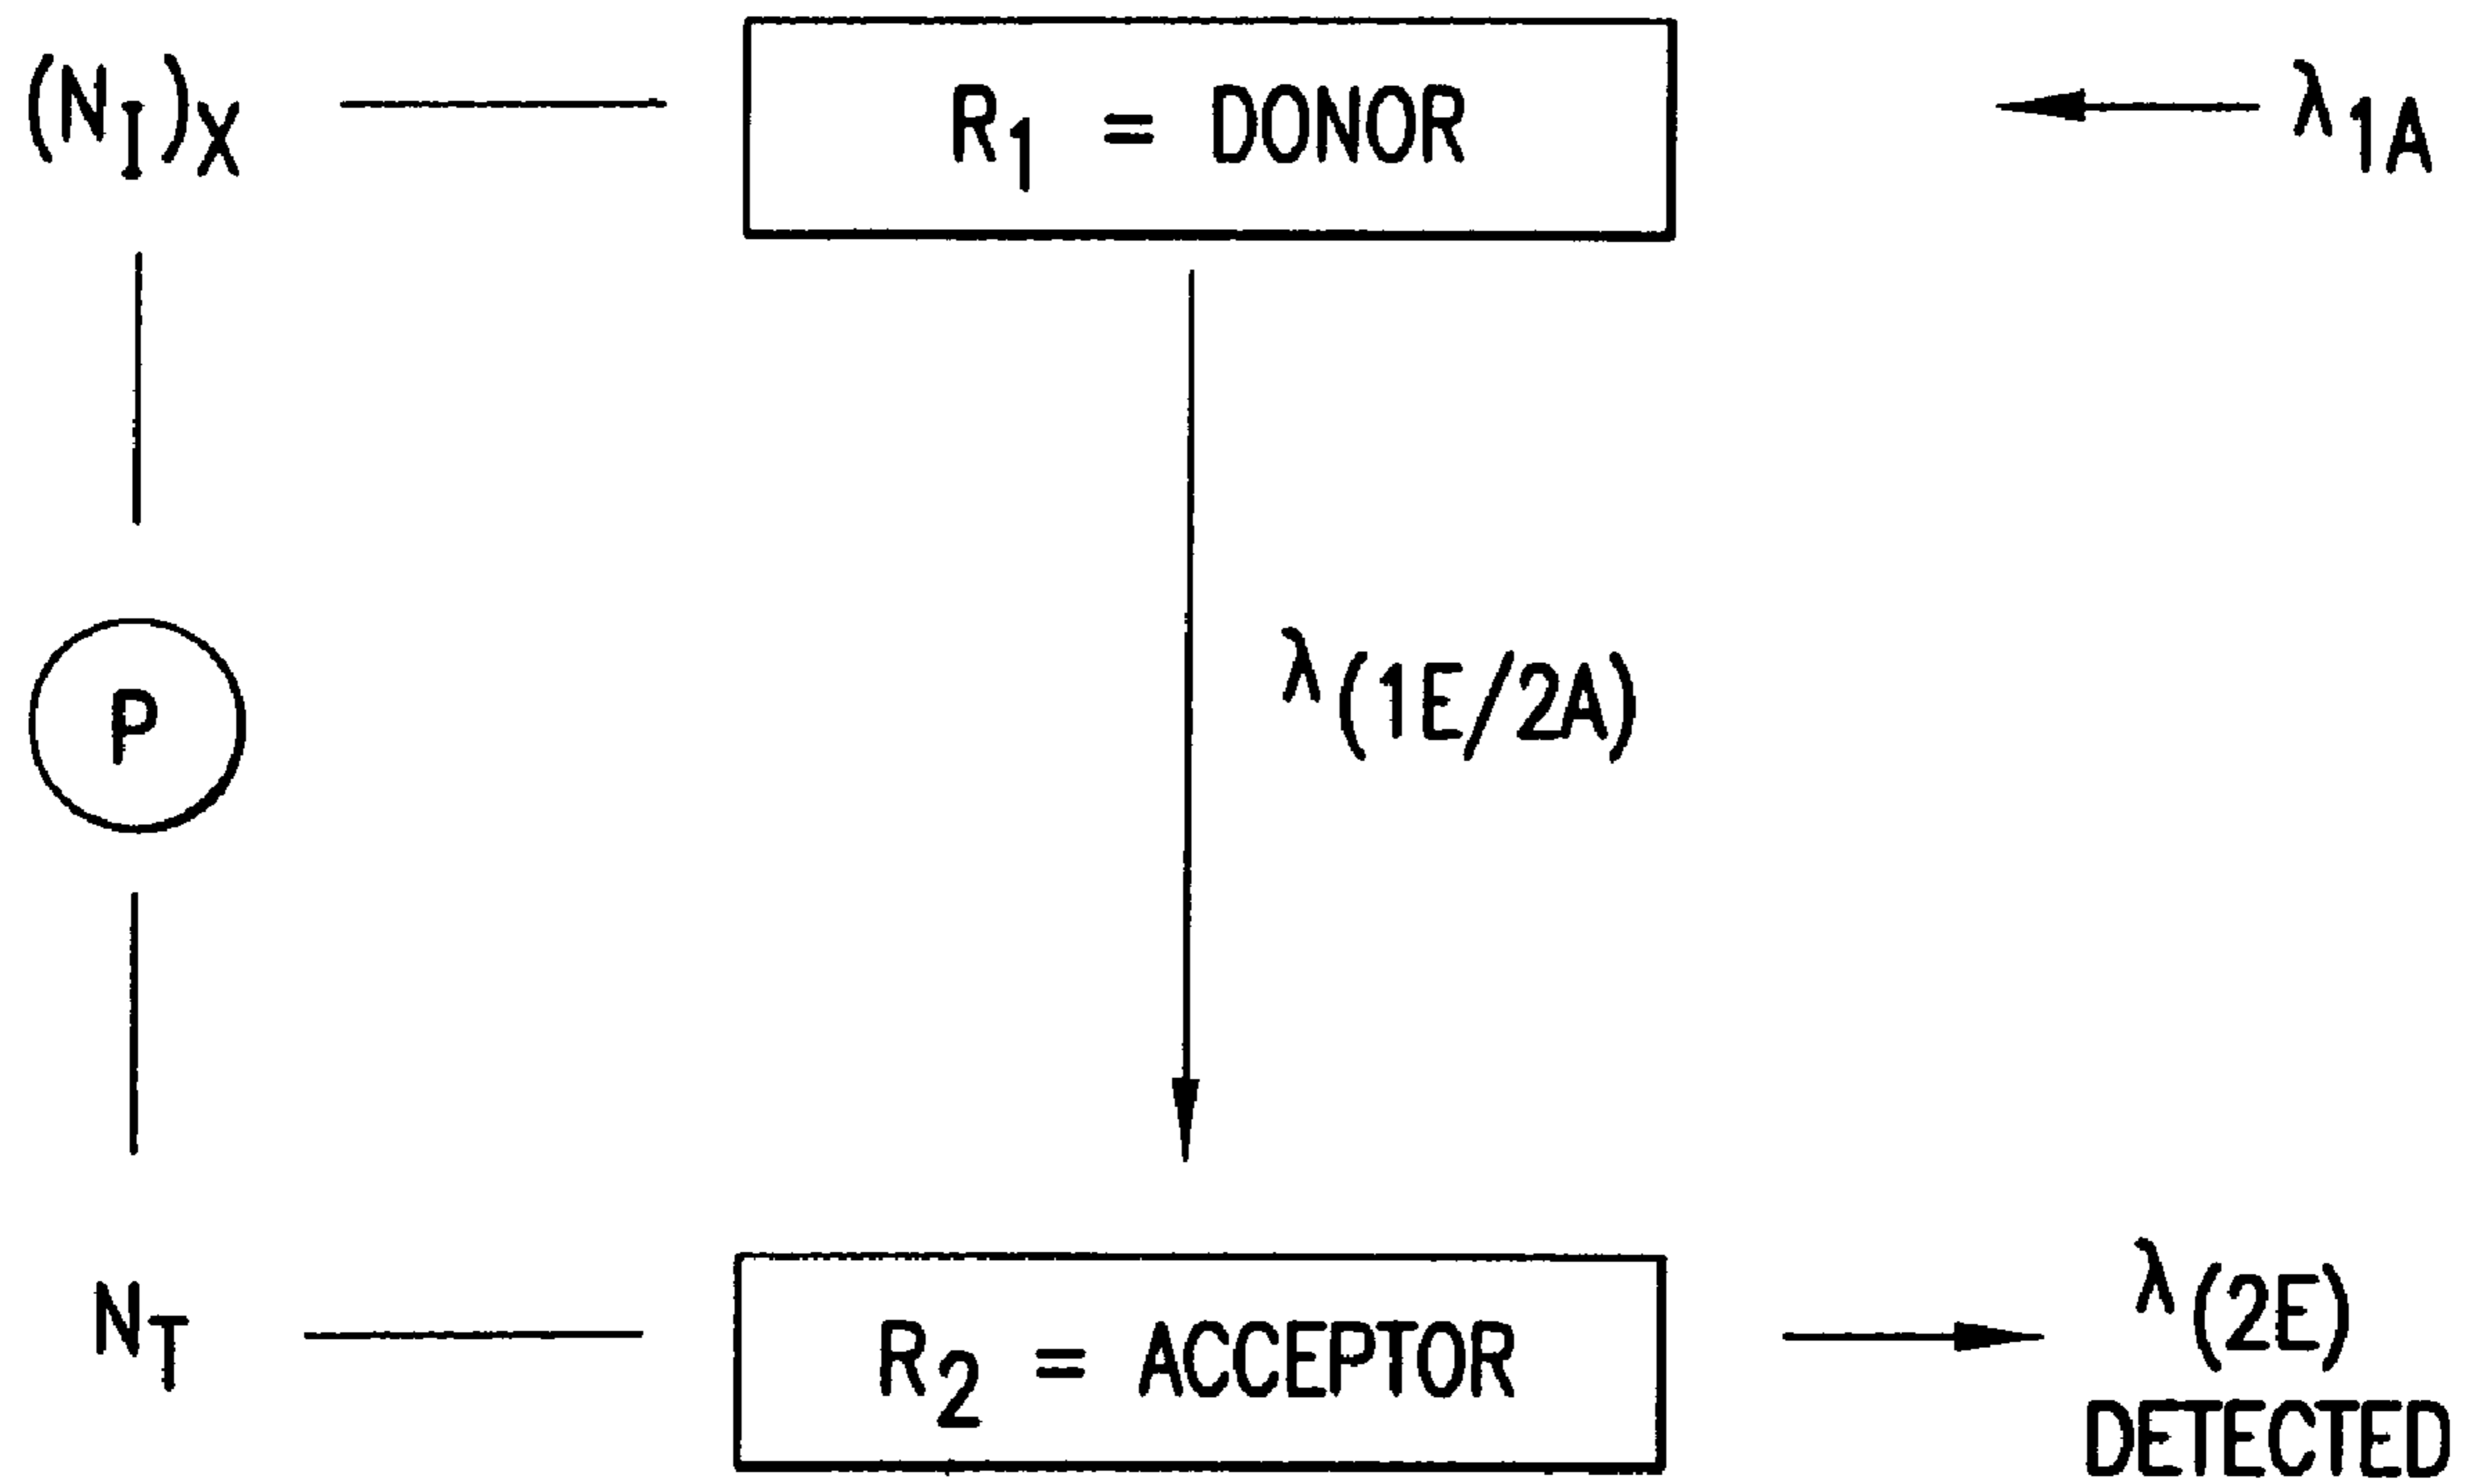 (N_I)_X R_1 = DONOR λ_1A
P λ_(1E/2A)
N_T R_2 = ACCEPTOR λ_(2E)
DETECTED